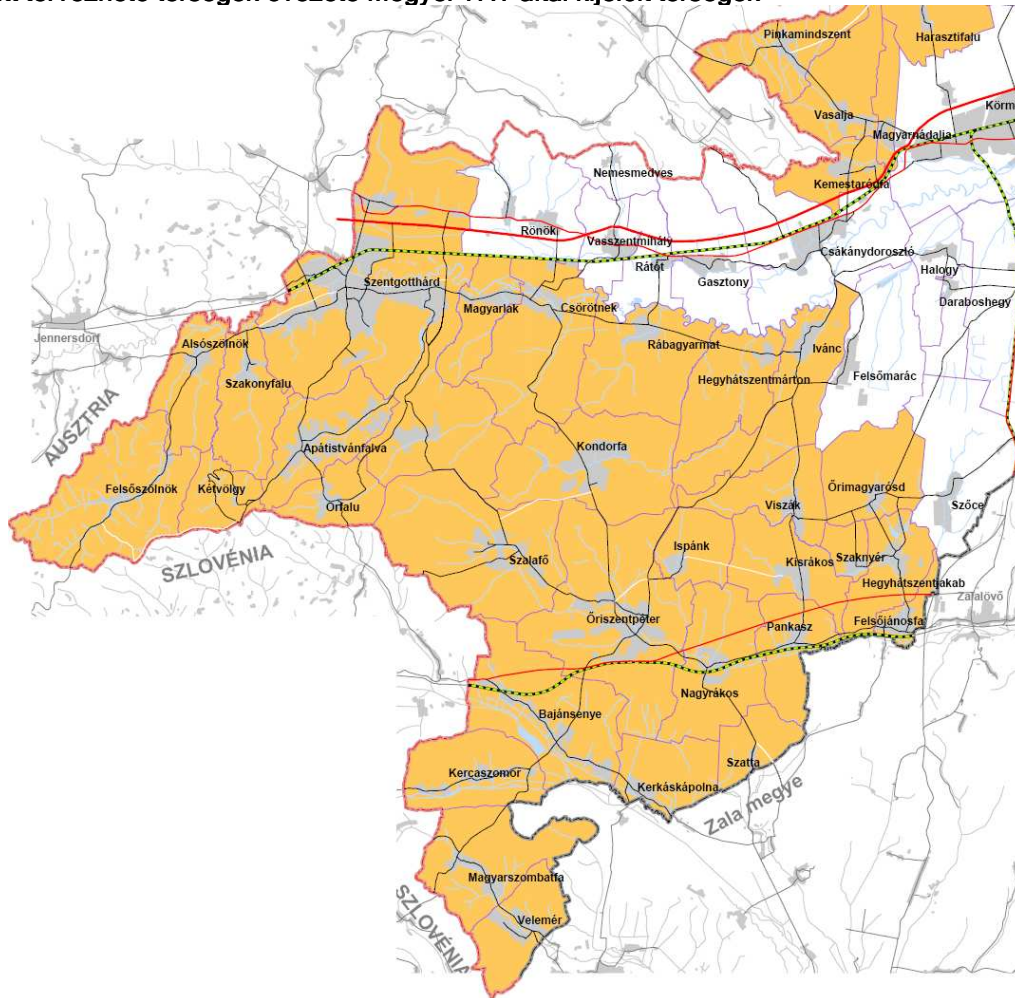 Pinkamindszent
Harasztifalu
Vasalja
Körm
Magyarnádalja
Nemesmedves
Kemestaródfa
Rönök
Vasszentmihály
Csákánydoroszló
Rátót
Halogy
Gasztony
Szentgotthárd
Daraboshegy
Magyarlak
Csörötnek
Jennersdorf
Alsószölnök
Rábagyarmat
Ivánc
Szakonyfalu
Hegyhátszentmárton
Felsőmarác
AUSZTRIA
Apátistvánfalva
Kondorfa
Felsőszölnök
Kétvölgy
Őrimagyarósd
Orfalu
Viszák
Szőce
SZLOVÉNIA
Ispánk
Szalafő
Kisrákos
Szaknyér
Hegyhátszentjakab
Zalalövő
Őriszentpéter
Pankasz
Felsőjánosfa
Nagyrákos
Bajánsenye
Szatta
Kercaszomor
Kerkáskápolna
Zala megye
Magyarszombatfa
SZLOVÉNIA
Velemér